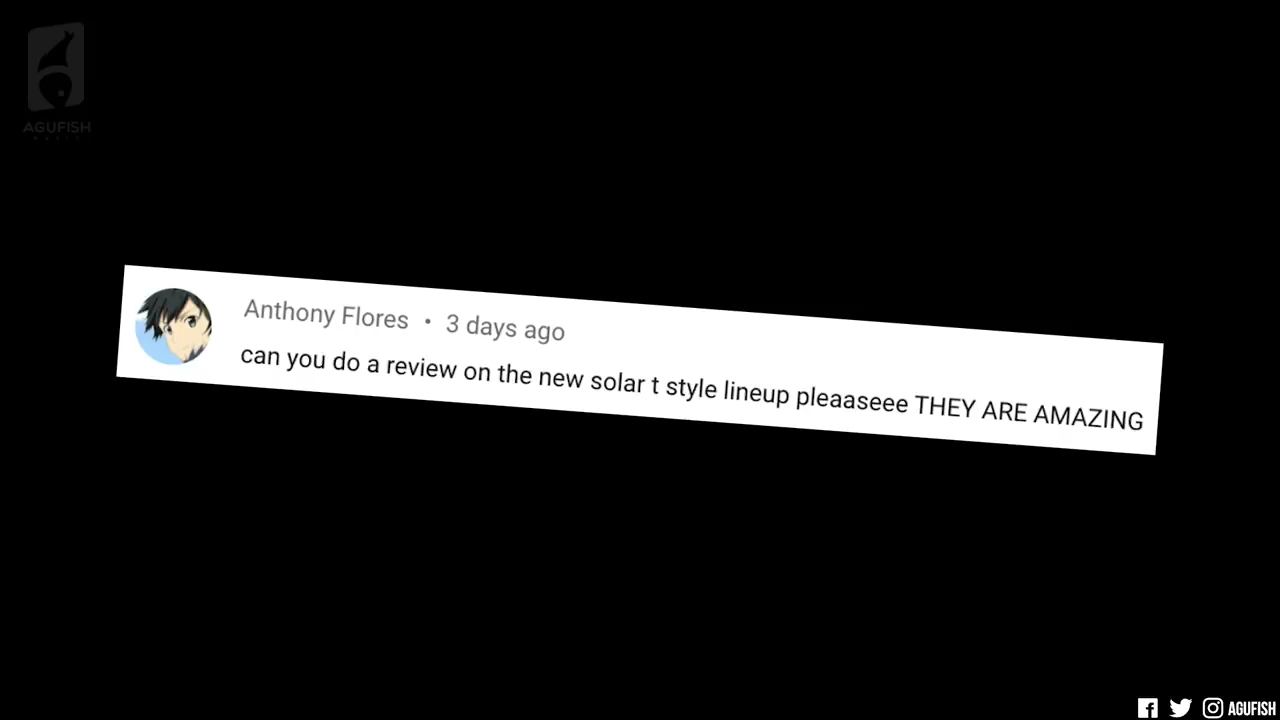 AGUFISH
Anthony Flores • 3 days ago
can you do a review on the new solar t style lineup pleaaseee THEY ARE AMAZING
AGUFISH